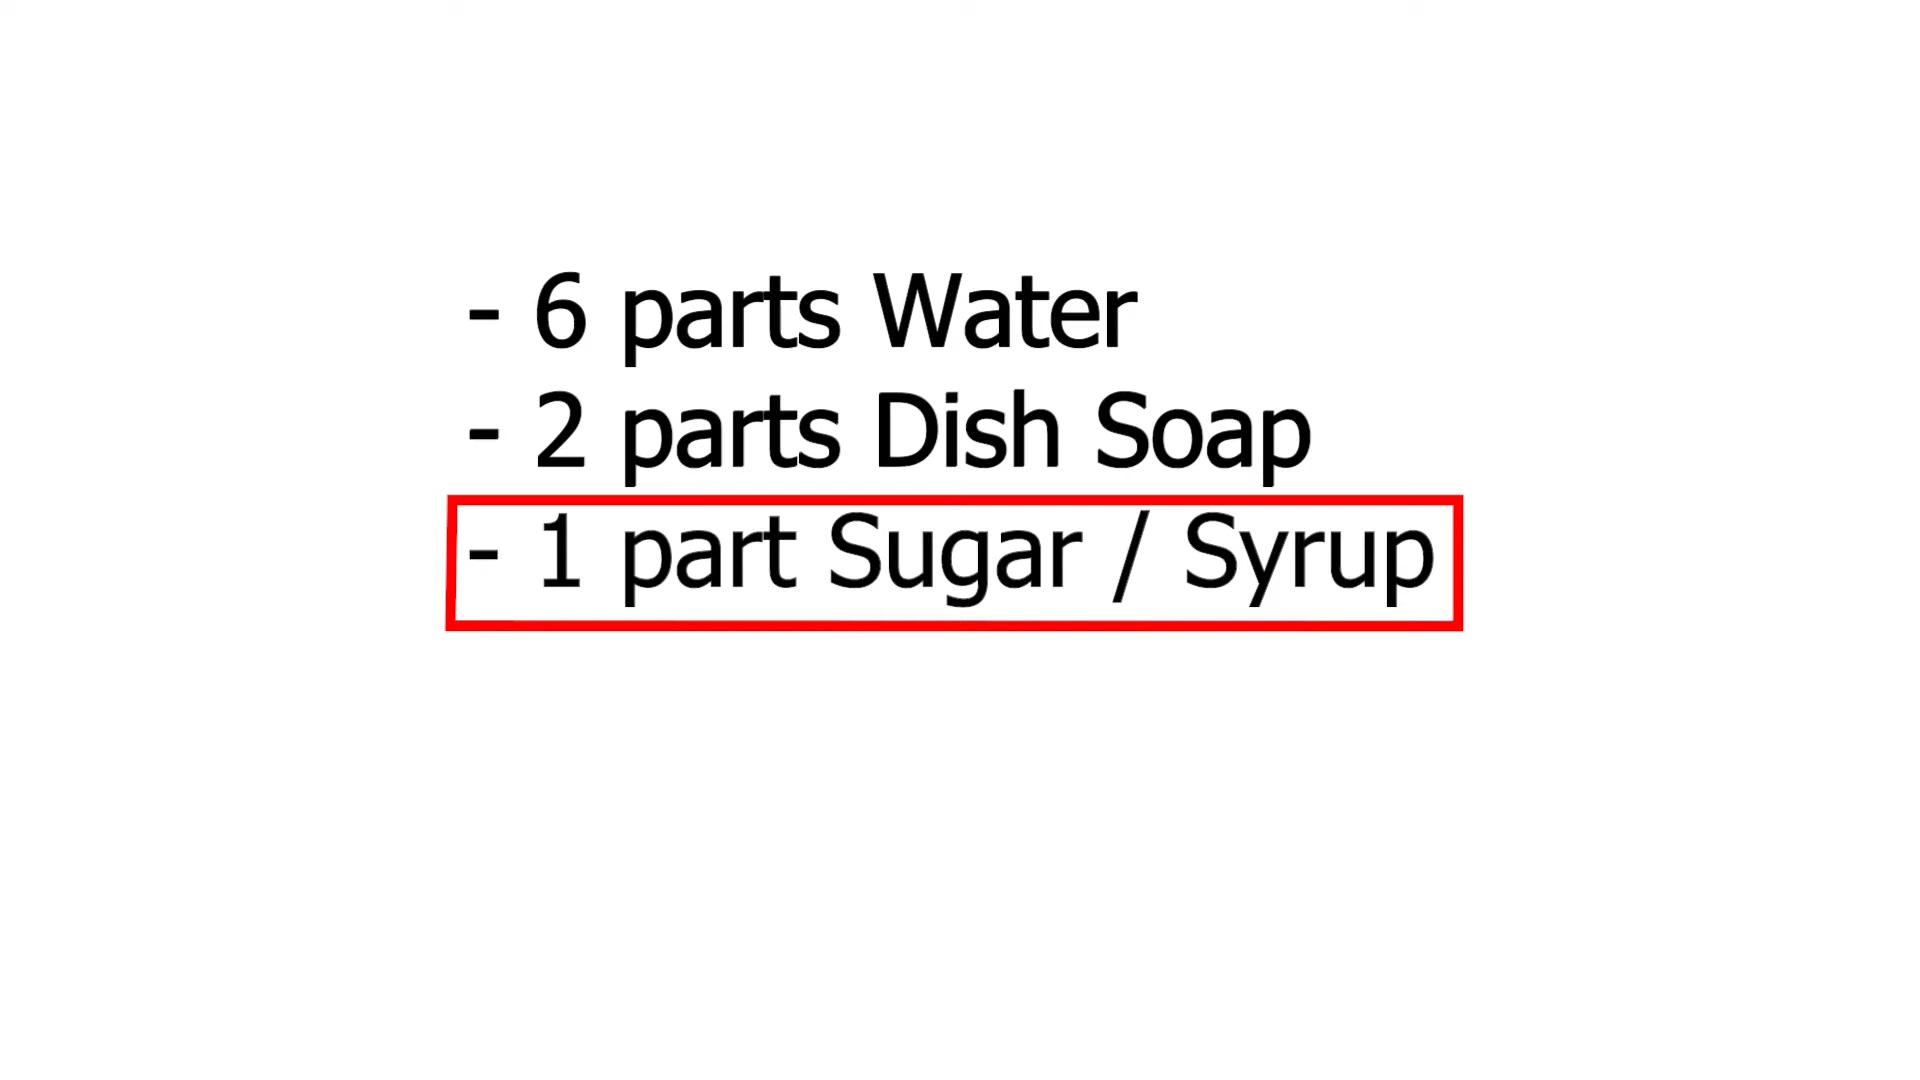 - 6 parts Water
- 2 parts Dish Soap
- 1 part Sugar / Syrup